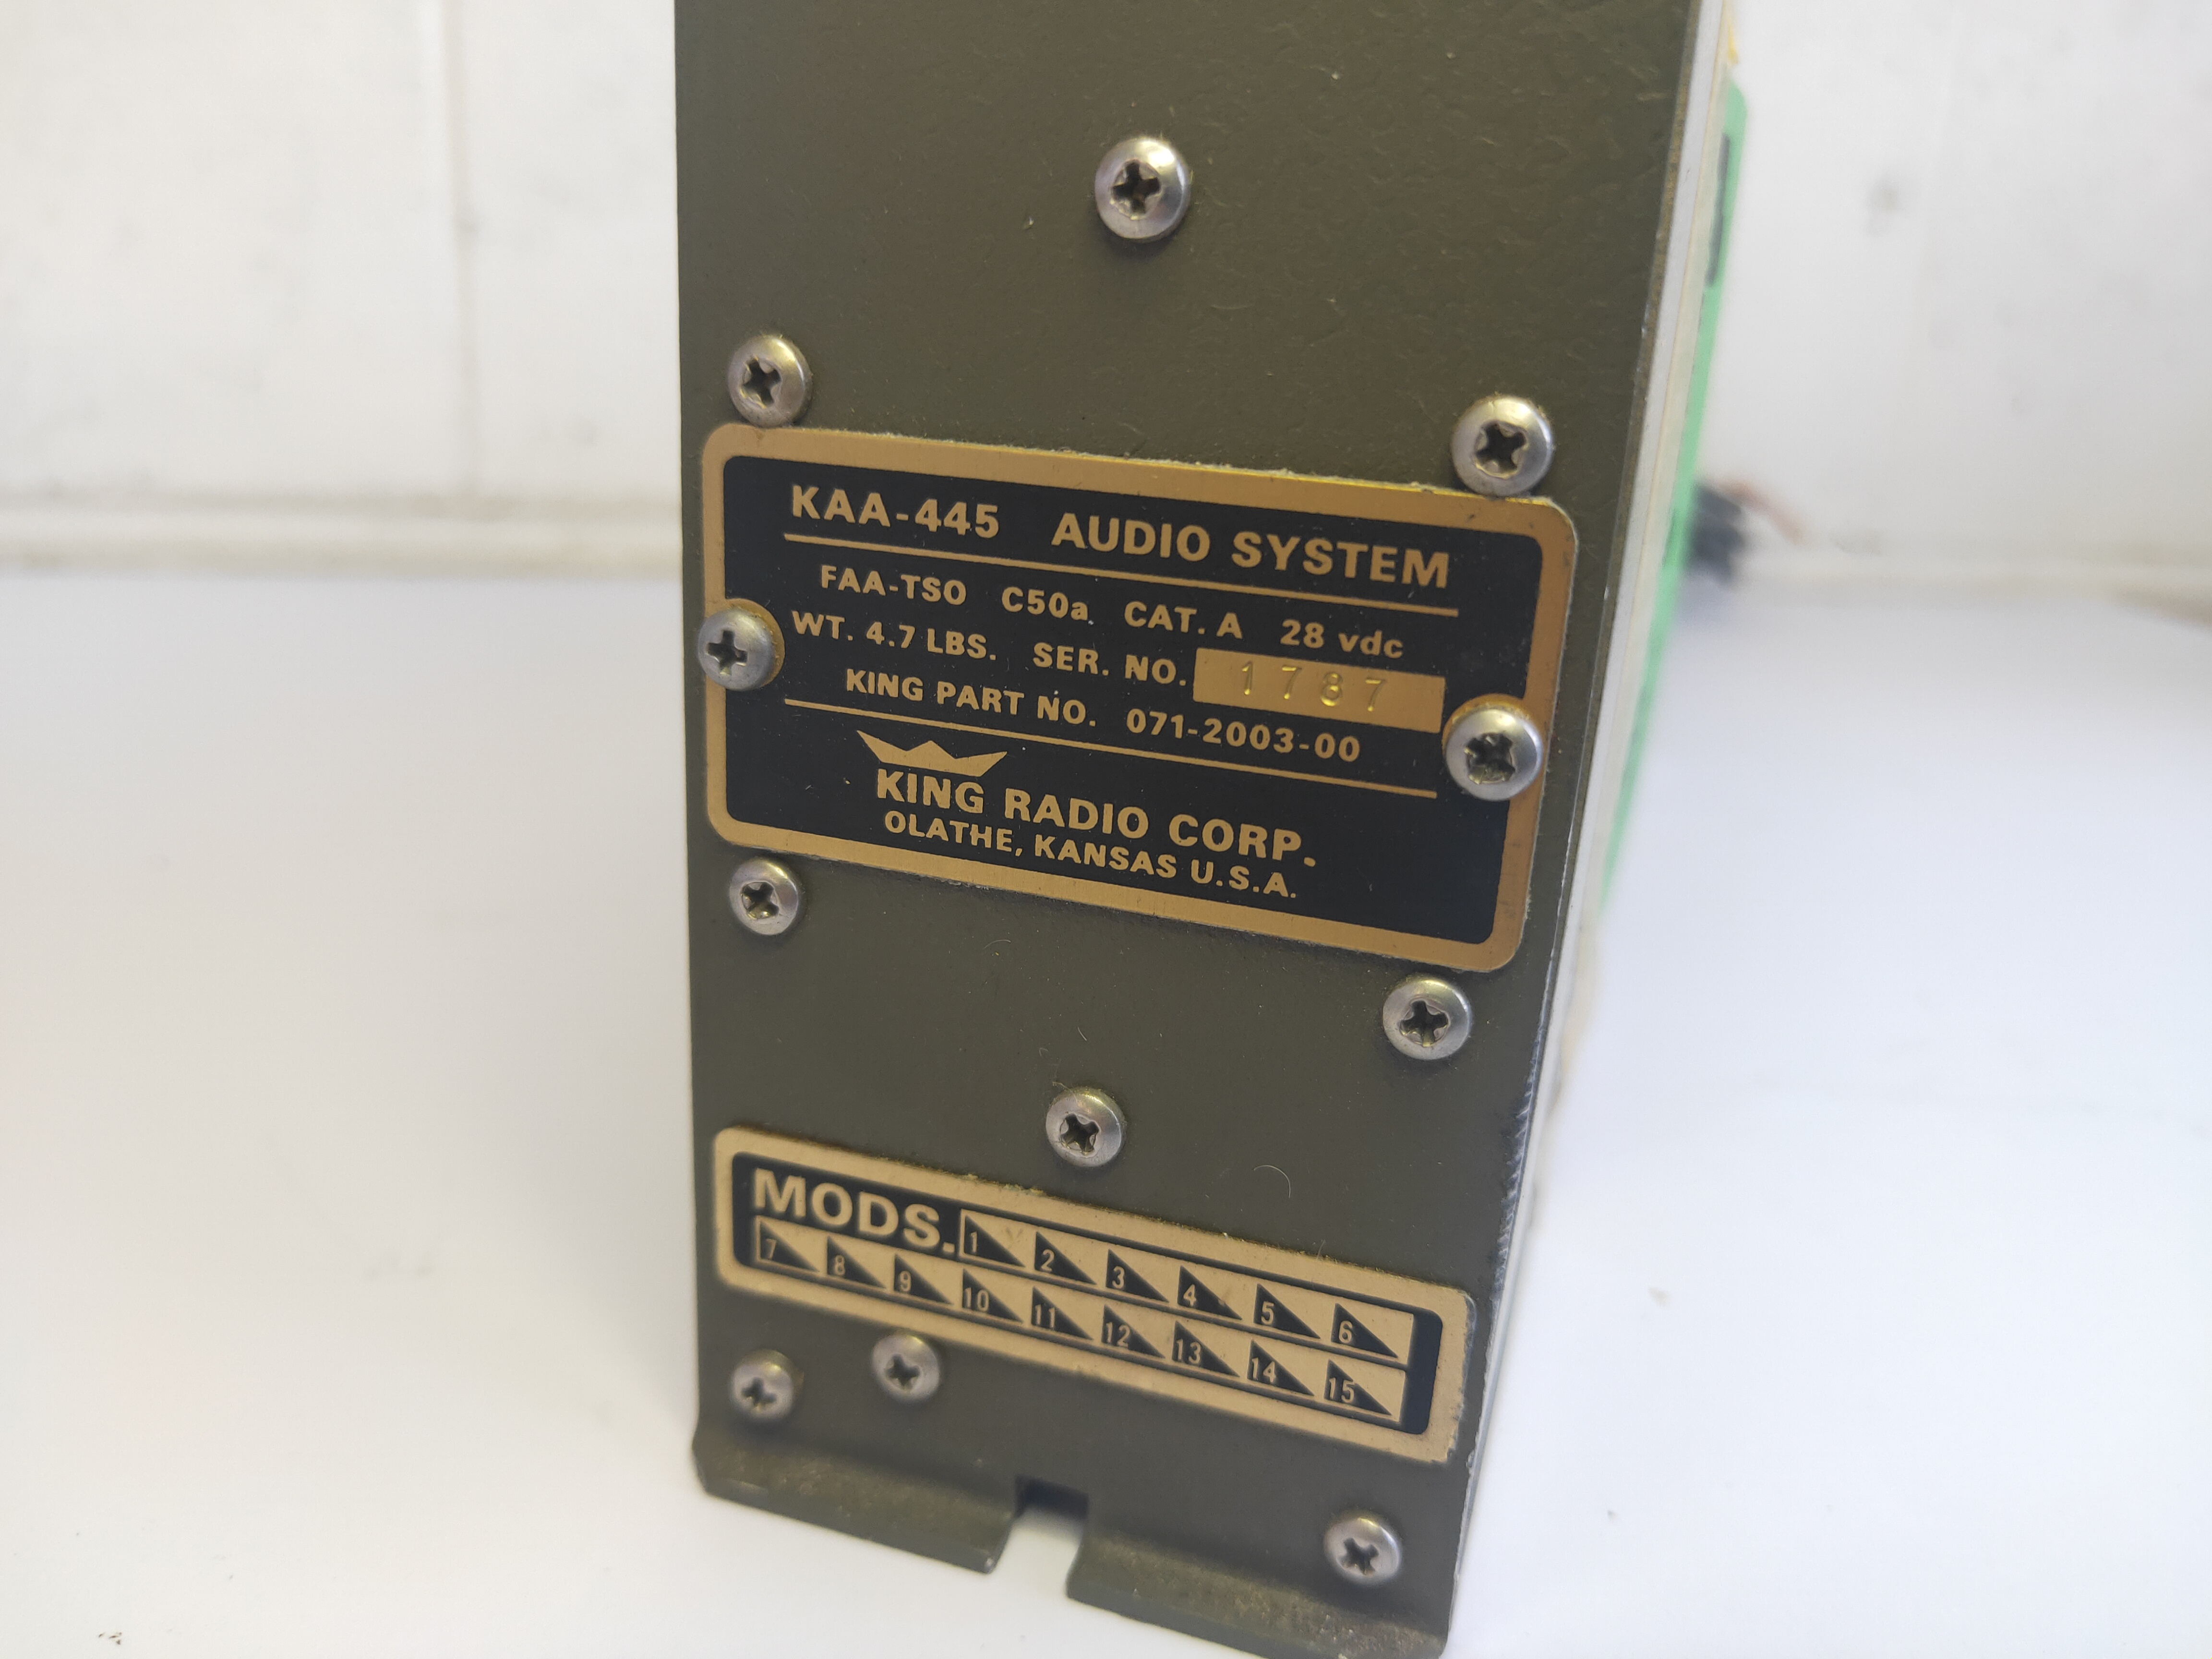 KAA-445 AUDIO SYSTEM
FAA-TSO C50a CAT. A 28 vdc
WT. 4.7 LBS. SER. NO. 1787
KING PART NO. 071-2003-00
KING RADIO CORP.
OLATHE, KANSAS U.S.A.
MODS. 1 2 3 4 5 6
7 8 9 10 11 12 13 14 15